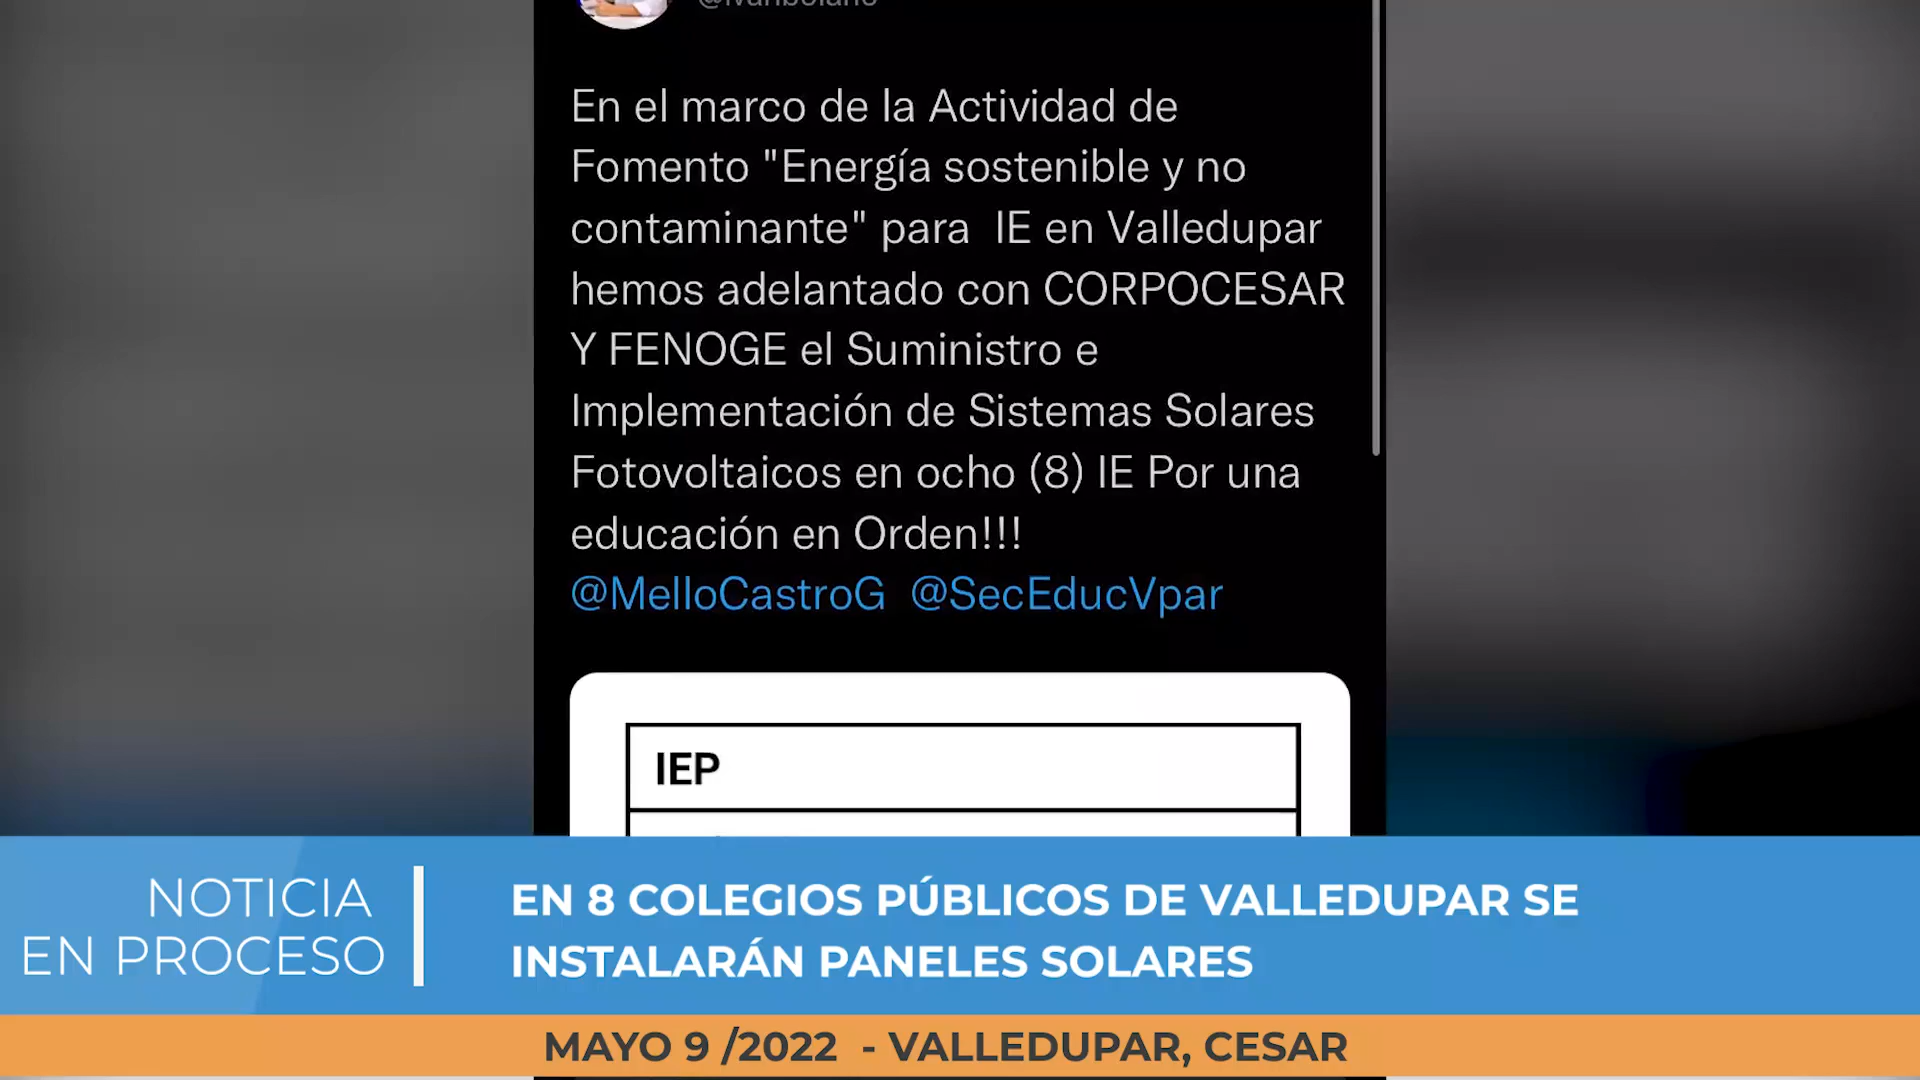 En el marco de la Actividad de
Fomento "Energía sostenible y no
contaminante" para  IE en Valledupar
hemos adelantado con CORPOCESAR
Y FENOGE el Suministro e
Implementación de Sistemas Solares
Fotovoltaicos en ocho (8) IE Por una
educación en Orden!!!
@MelloCastroG  @SecEducVpar
IEP
NOTICIA
EN PROCESO
EN 8 COLEGIOS PÚBLICOS DE VALLEDUPAR SE
INSTALARÁN PANELES SOLARES
MAYO 9 /2022  - VALLEDUPAR, CESAR